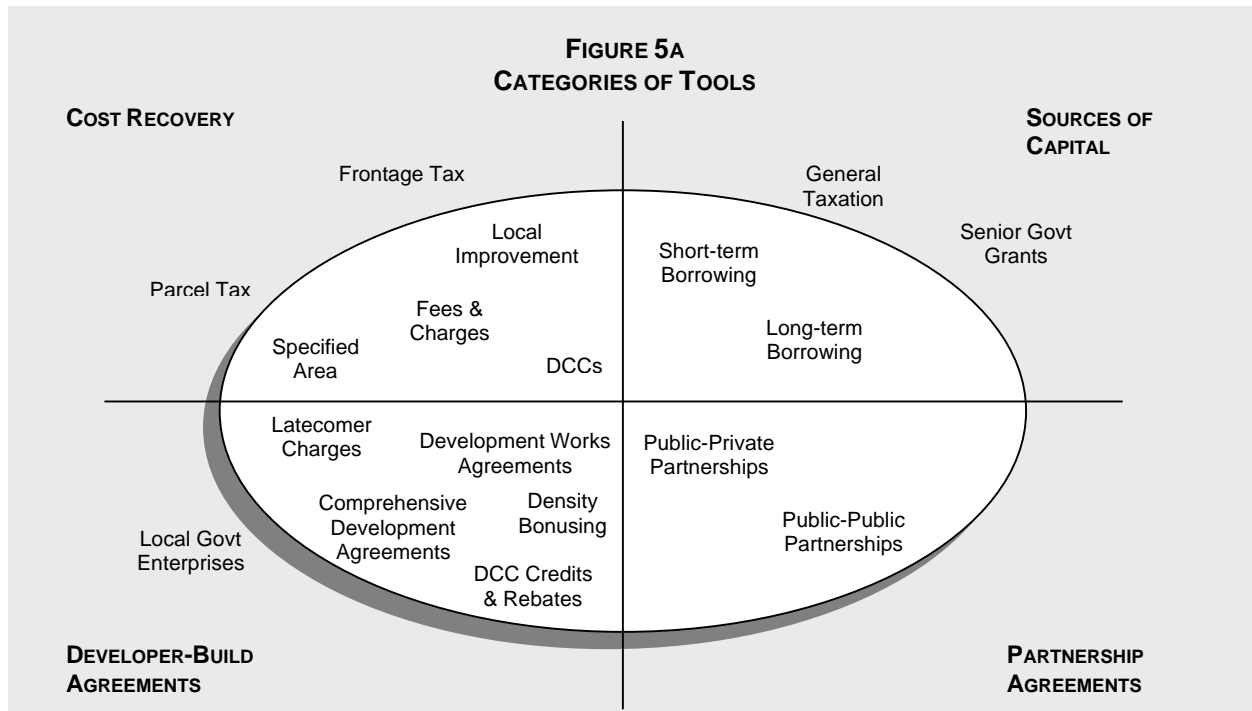 FIGURE 5A
CATEGORIES OF TOOLS
COST RECOVERY
SOURCES OF
CAPITAL
Frontage Tax
General
Taxation
Local
Improvement
Senior Govt
Grants
Short-term
Borrowing
Parcel Tax
Fees &
Charges
Long-term
Borrowing
Specified
Area
DCCs
Latecomer
Charges
Development Works
Agreements
Public-Private
Partnerships
Comprehensive
Development
Agreements
Density
Bonusing
Public-Public
Partnerships
Local Govt
Enterprises
DCC Credits
& Rebates
DEVELOPER-BUILD
AGREEMENTS
PARTNERSHIP
AGREEMENTS